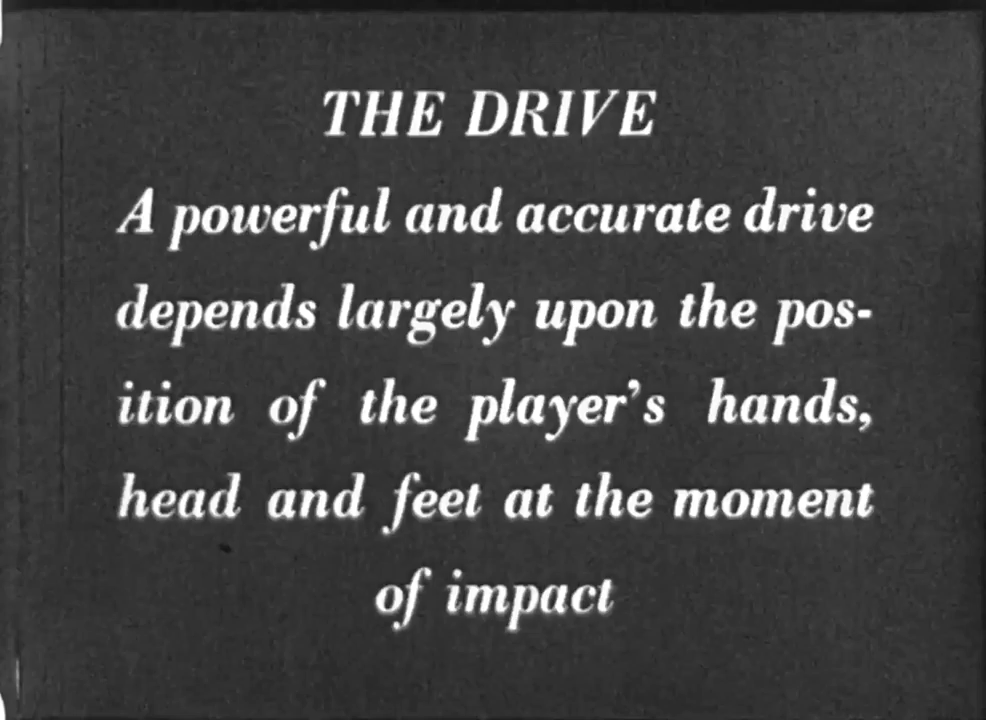 THE DRIVE
A powerful and accurate drive
depends largely upon the pos-
ition of the player's hands,
head and feet at the moment
of impact